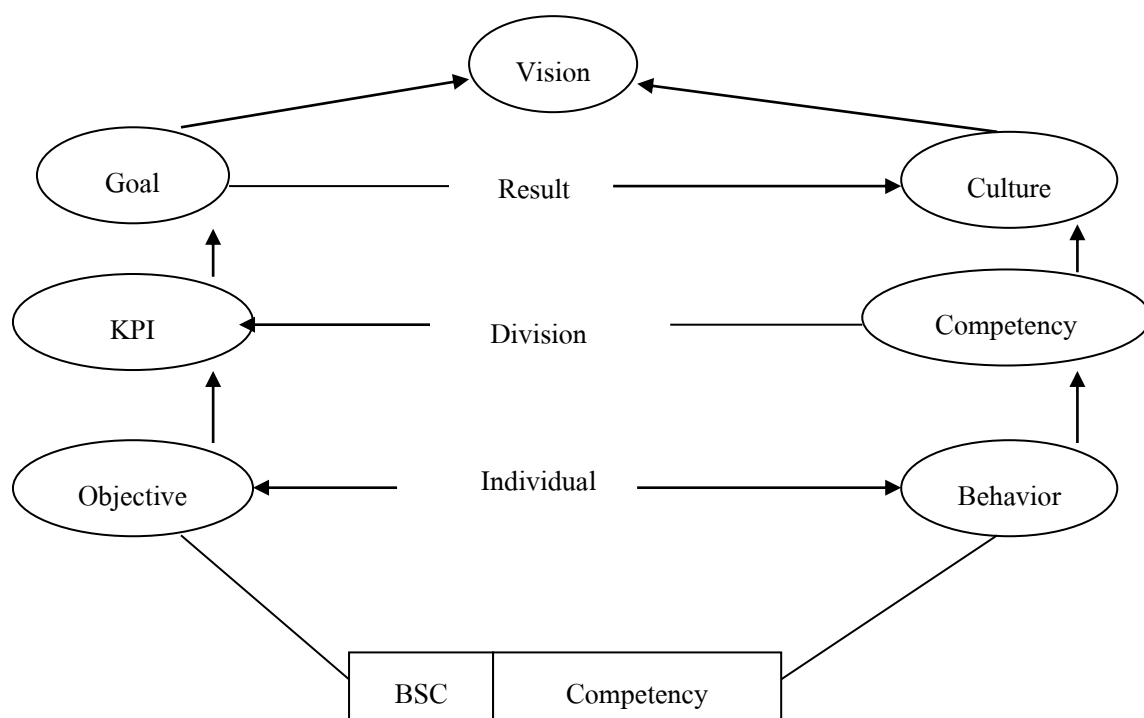 Vision
Goal
Result
Culture
KPI
Division
Competency
Objective
Individual
Behavior
BSC
Competency